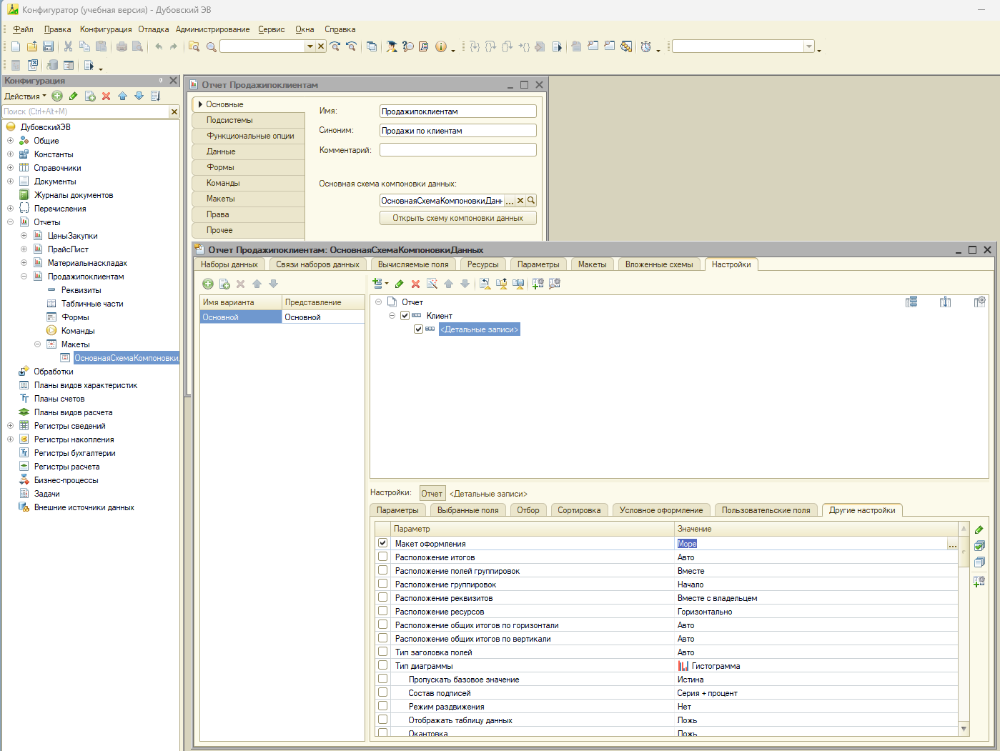 Конфигуратор (учебная версия) - Дубовский ЭВ
Файл Правка Конфигурация Отладка Администрирование Сервис Окна Справка
Конфигурация
Действия
Поиск (Ctrl+Alt+M)
ДубовскийЭВ
Общие
Константы
Справочники
Документы
Журналы документов
Перечисления
Отчеты
ЦеныЗакупки
ПрайсЛист
Материалынаскладах
Продажипоклиентам
Реквизиты
Табличные части
Формы
Команды
Макеты
ОсновнаяСхемаКомпоновки
Обработки
Планы видов характеристик
Планы счетов
Планы видов расчета
Регистры сведений
Регистры накопления
Регистры бухгалтерии
Регистры расчета
Бизнес-процессы
Задачи
Внешние источники данных
Отчет Продажипоклиентам
Основные
Подсистемы
Функциональные опции
Данные
Формы
Команды
Макеты
Права
Прочее
Имя: Продажипоклиентам
Синоним: Продажи по клиентам
Комментарий:
Основная схема компоновки данных:
ОсновнаяСхемаКомпоновкиДанн ...
Открыть схему компоновки данных
Отчет Продажипоклиентам: ОсновнаяСхемаКомпоновкиДанных
Наборы данных Связи наборов данных Вычисляемые поля Ресурсы Параметры Макеты Вложенные схемы Настройки
Имя варианта Представление
Основной Основной
Отчет
Клиент
<Детальные записи>
Настройки: Отчет <Детальные записи>
Параметры Выбранные поля Отбор Сортировка Условное оформление Пользовательские поля Другие настройки
Параметр Значение
Макет оформления Море ...
Расположение итогов Авто
Расположение полей группировок Вместе
Расположение группировок Начало
Расположение реквизитов Вместе с владельцем
Расположение ресурсов Горизонтально
Расположение общих итогов по горизонтали Авто
Расположение общих итогов по вертикали Авто
Тип заголовка полей Авто
Тип диаграммы Гистограмма
Пропускать базовое значение Истина
Состав подписей Серия + процент
Режим раздвижения Нет
Отображать таблицу данных Ложь
Окантовка Ложь